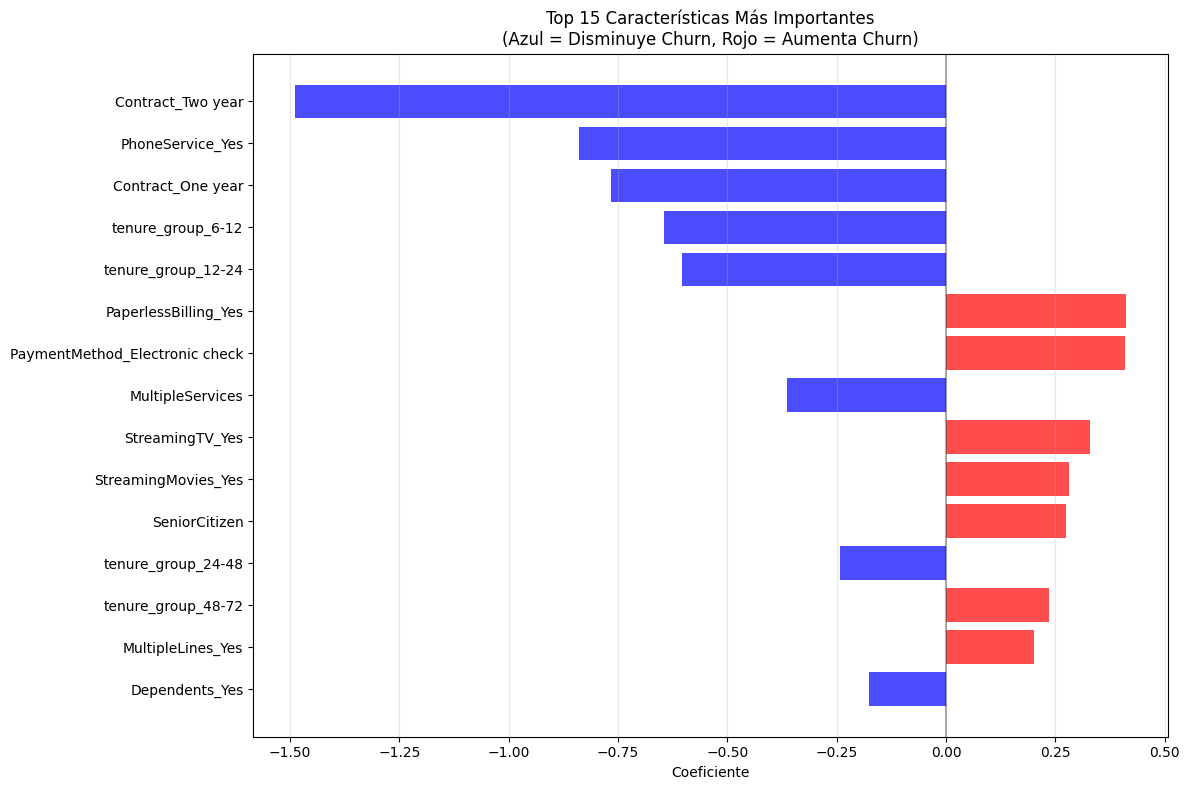 Top 15 Características Más Importantes
(Azul = Disminuye Churn, Rojo = Aumenta Churn)
Contract_Two year
PhoneService_Yes
Contract_One year
tenure_group_6-12
tenure_group_12-24
PaperlessBilling_Yes
PaymentMethod_Electronic check
MultipleServices
StreamingTV_Yes
StreamingMovies_Yes
SeniorCitizen
tenure_group_24-48
tenure_group_48-72
MultipleLines_Yes
Dependents_Yes
−1.50 −1.25 −1.00 −0.75 −0.50 −0.25 0.00 0.25 0.50
Coeficiente